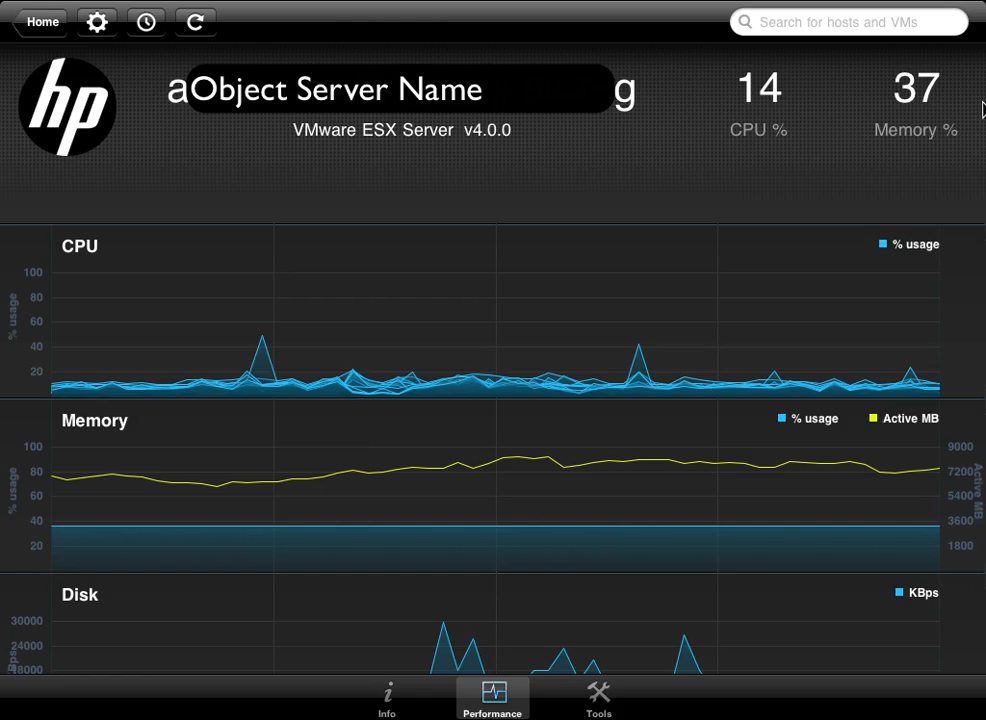 Home
Search for hosts and VMs
hp
aObject Server Name g
14
37
VMware ESX Server v4.0.0
CPU %
Memory %
CPU
% usage
100
80
60
40
20
% usage
Memory
% usage
Active MB
100
80
60
40
20
% usage
9000
7200
5400
3600
1800
Active MB
Disk
KBps
30000
24000
18000
Info
Performance
Tools